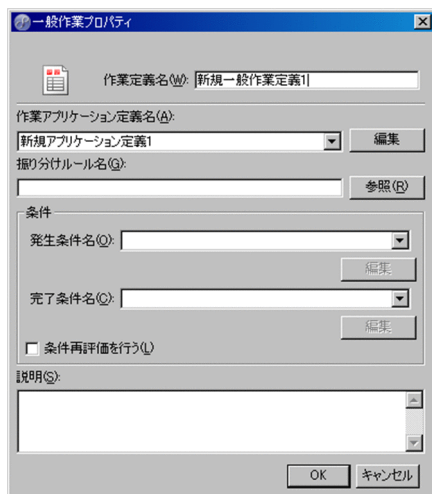 一般作業プロパティ
作業定義名(W): 新規一般作業定義1
作業アプリケーション定義名(A):
新規アプリケーション定義1 編集
振り分けルール名(G):
参照(R)
条件
発生条件名(O):
編集
完了条件名(C):
編集
条件再評価を行う(L)
説明(S):
OK キャンセル